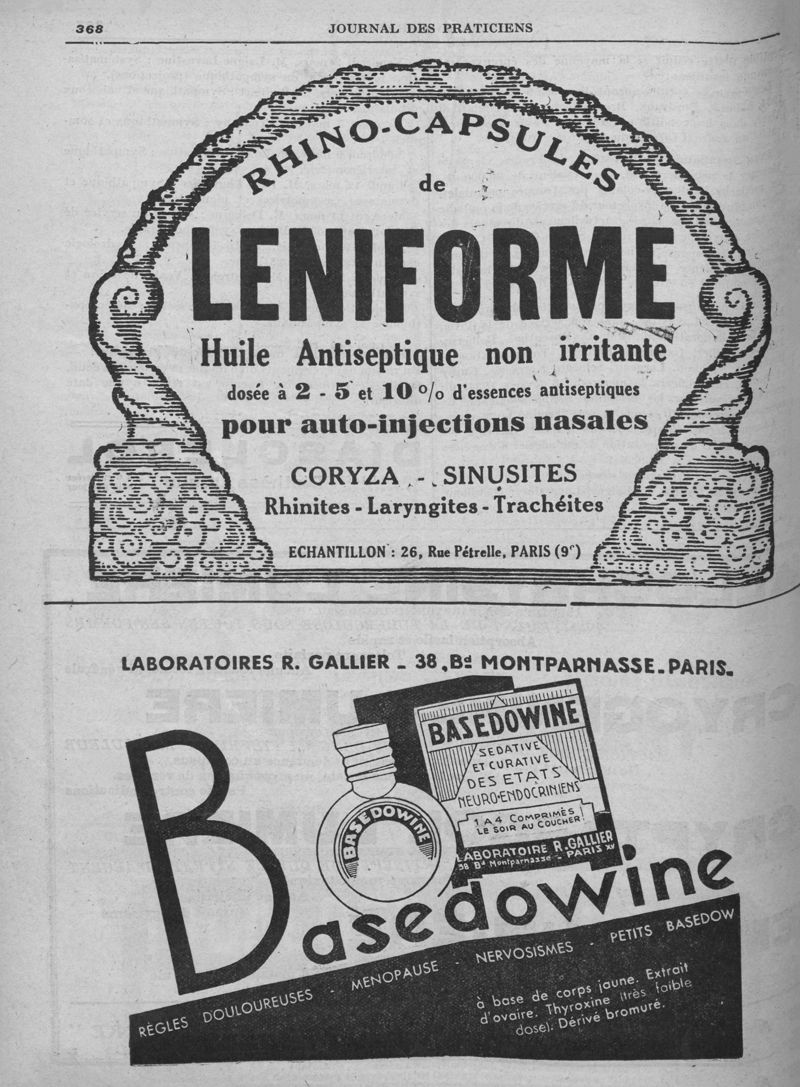 368
JOURNAL DES PRATICIENS
RHINO-CAPSULES
de
LENIFORME
Huile Antiseptique non irritante
dosée à 2 - 5 et 10 % d'essences antiseptiques
pour auto-injections nasales
CORYZA - SINUSITES
Rhinites - Laryngites - Trachéites
ECHANTILLON : 26, Rue Pétrelle, PARIS (9e)
LABORATOIRES R. GALLIER _ 38, Bd MONTPARNASSE _ PARIS.
BASEDOWINE
SEDATIVE
ET CURATIVE
DES ETATS
NEURO-ENDOCRINIENS
1 A 4 COMPRIMÉS
LE SOIR AU COUCHER
LABORATOIRE R. GALLIER
38 Bd Montparnasse - PARIS XV
BASEDOWINE
Basedowine
RÈGLES DOULOUREUSES - MENOPAUSE - NERVOSISMES - PETITS BASEDOW
à base de corps jaune. Extrait
d'ovaire. Thyroxine (très faible
dose). Dérivé bromuré.